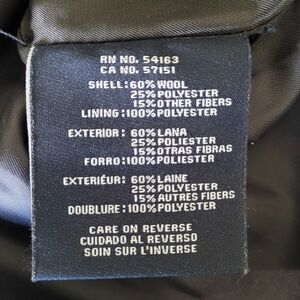 RN NO. 54163
CA NO. 57151
SHELL:60%WOOL
25%POLYESTER
15%OTHER FIBERS
LINING:100%POLYESTER
EXTERIOR: 60%LANA
25%POLIESTER
15%OTRAS FIBRAS
FORRO:100%POLIESTER
EXTERIÉUR: 60%LAINE
25%POLIESTER
15%AUTRES FIBERS
DOUBLURE:100%POLYESTER
CARE ON REVERSE
CUIDADO AL REVERSO
SOIN SUR L'INVERSE